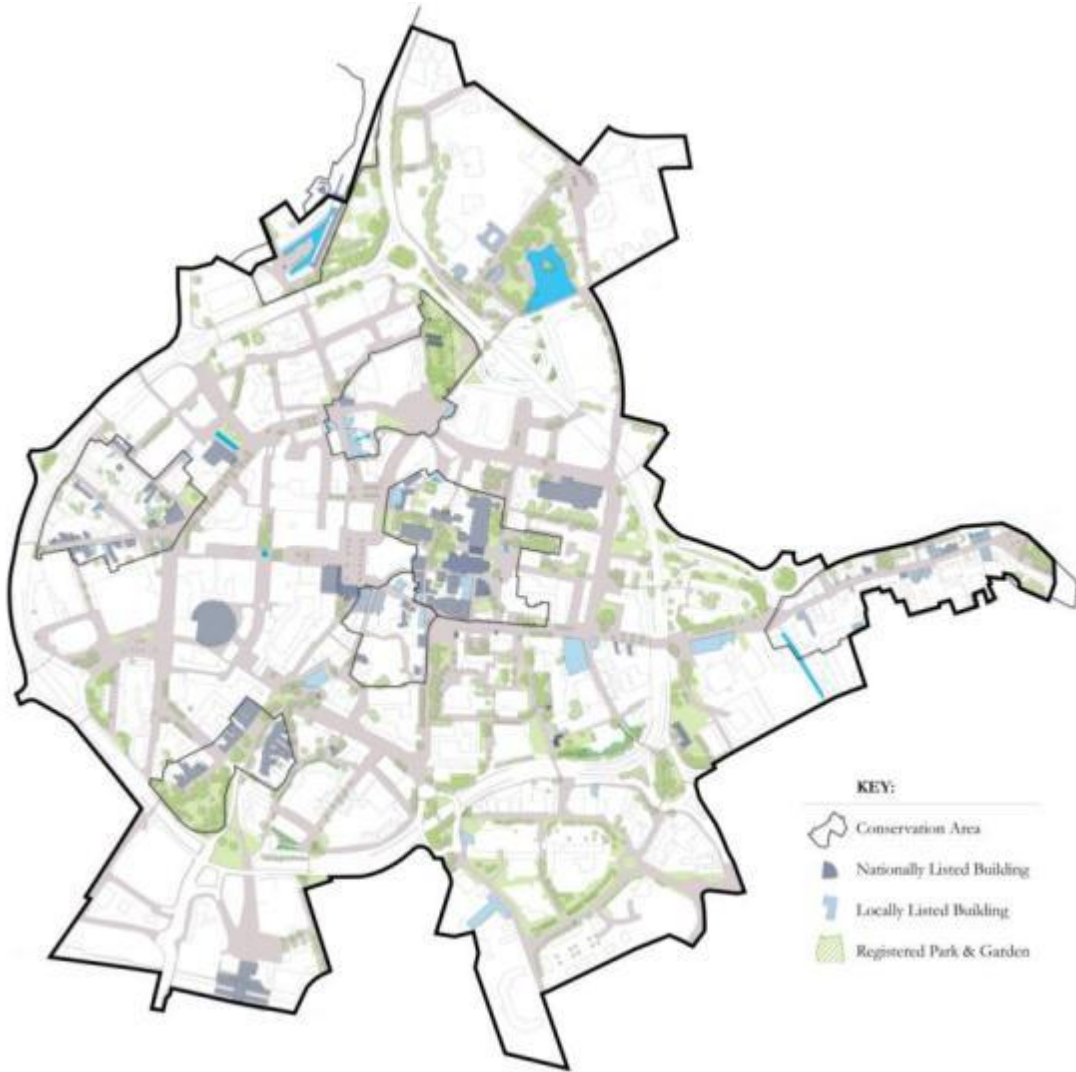 KEY:
Conservation Area
Nationally Listed Building
Locally Listed Building
Registered Park & Garden